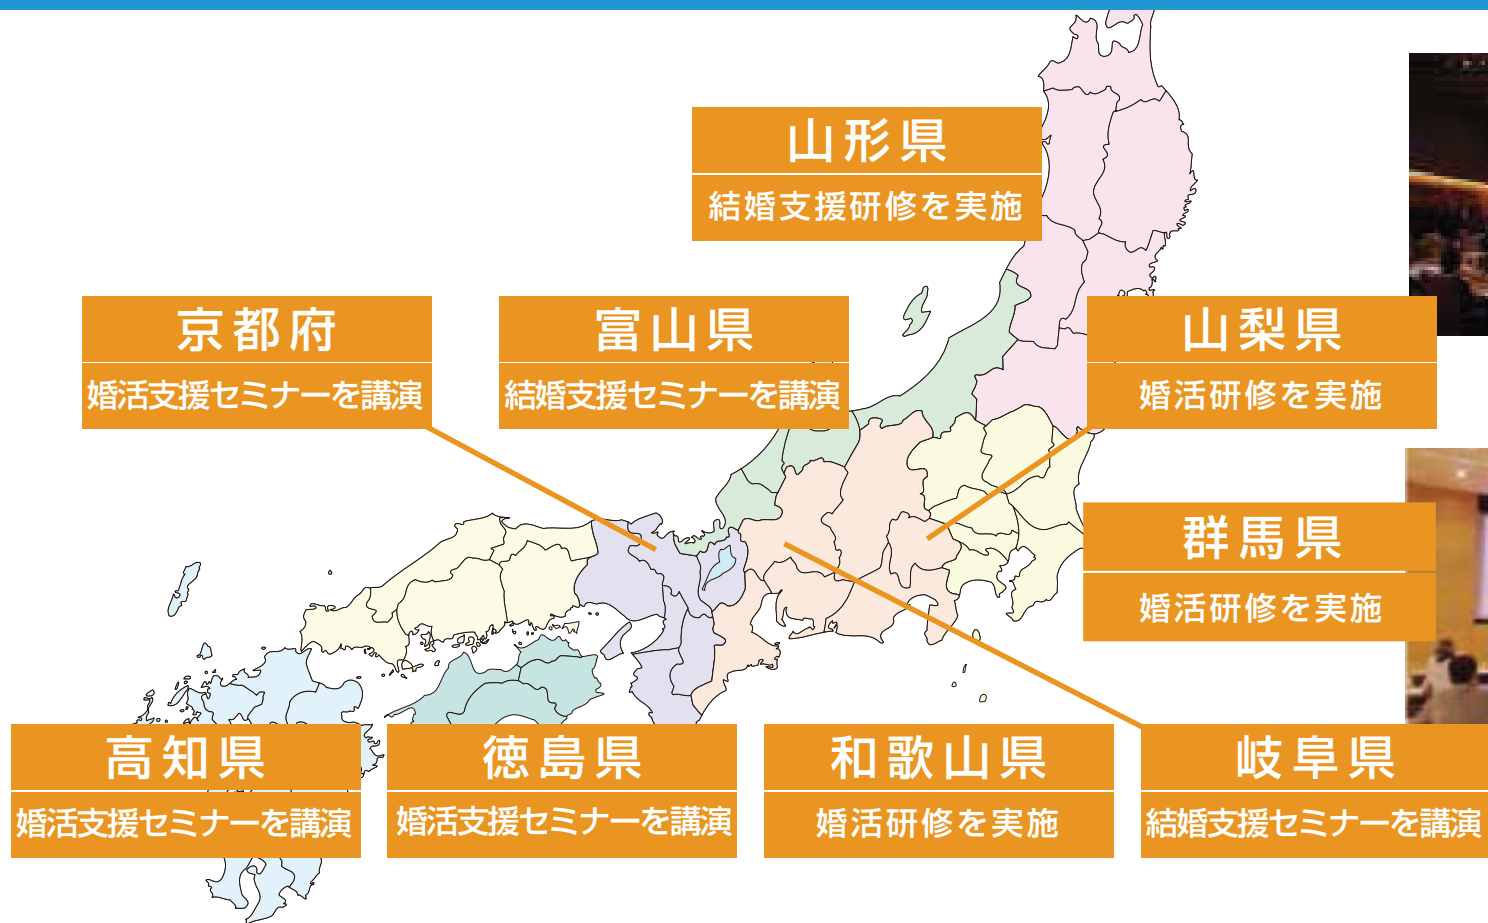 山形県
結婚支援研修を実施
京都府
婚活支援セミナーを講演
富山県
結婚支援セミナーを講演
山梨県
婚活研修を実施
群馬県
婚活研修を実施
高知県
婚活支援セミナーを講演
徳島県
婚活支援セミナーを講演
和歌山県
婚活研修を実施
岐阜県
結婚支援セミナーを講演